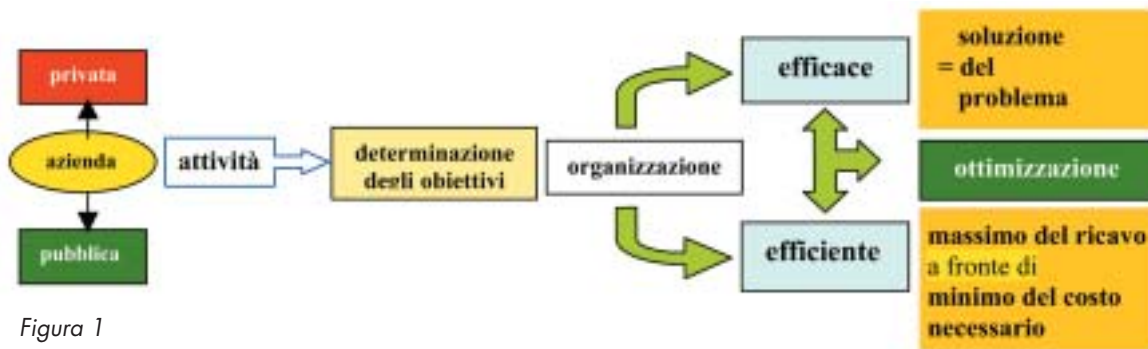 privata
azienda
pubblica
attività
determinazione
degli obiettivi
organizzazione
efficace
efficiente
soluzione
= del
problema
ottimizzazione
massimo del ricavo
a fronte di
minimo del costo
necessario
Figura 1